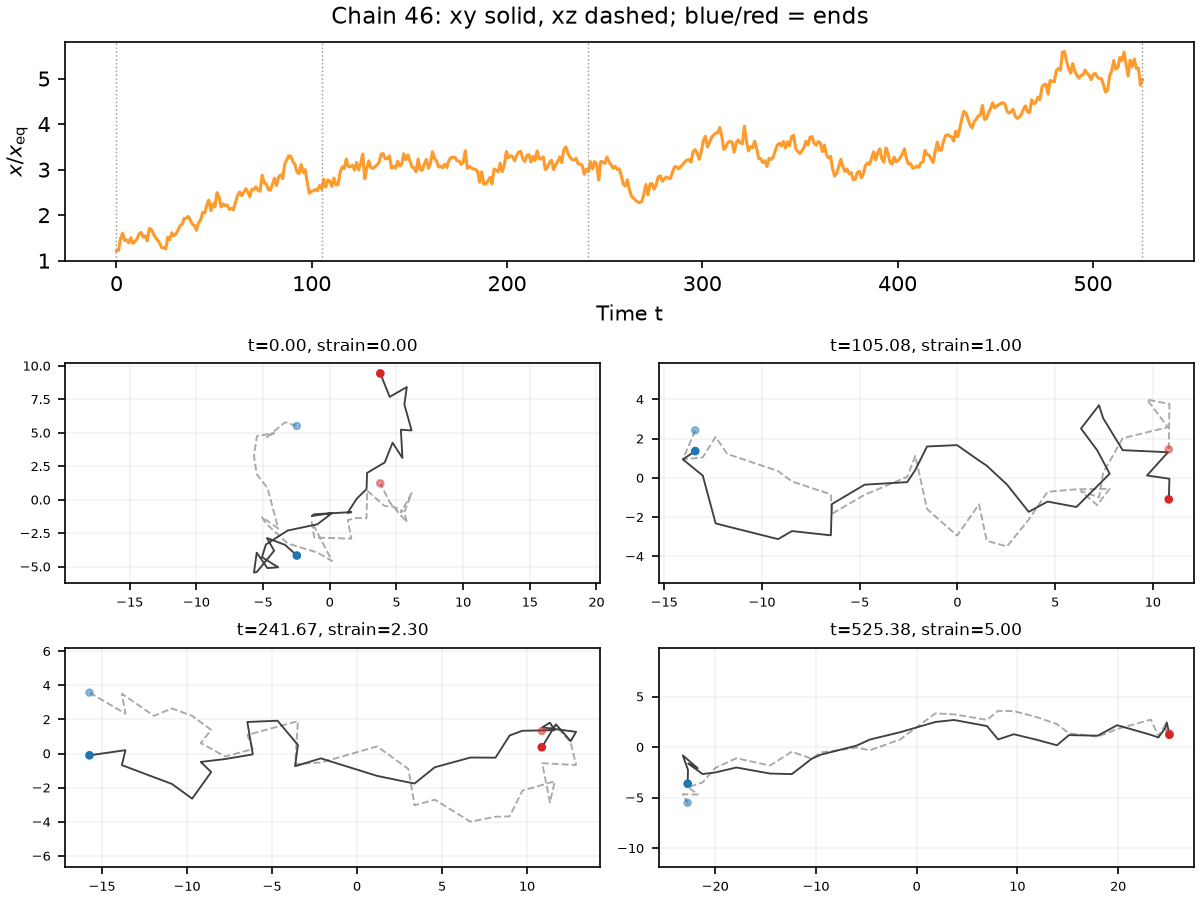 Chain 46: xy solid, xz dashed; blue/red = ends
x/x_eq
5
4
3
2
1
0 100 200 300 400 500
Time t
t=0.00, strain=0.00
10.0
7.5
5.0
2.5
0.0
−2.5
−5.0
−15 −10 −5 0 5 10 15 20
t=105.08, strain=1.00
4
2
0
−2
−4
−15 −10 −5 0 5 10
t=241.67, strain=2.30
6
4
2
0
−2
−4
−6
−15 −10 −5 0 5 10
t=525.38, strain=5.00
5
0
−5
−10
−20 −10 0 10 20